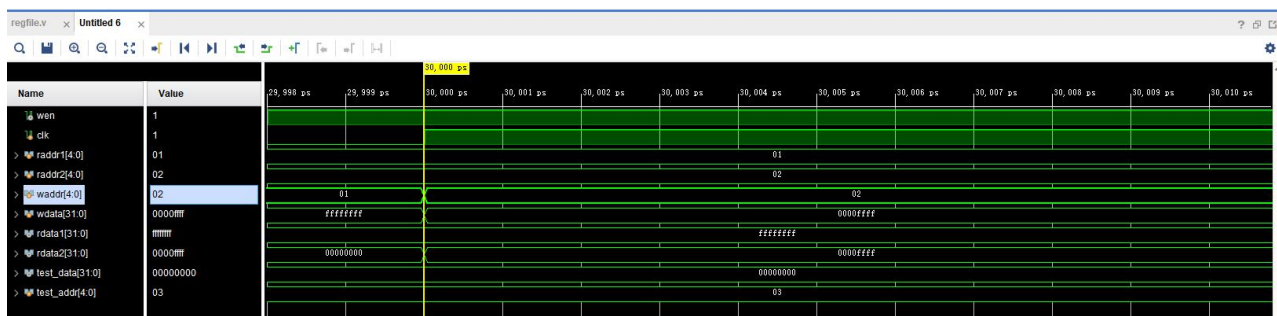 regfile.v × Untitled 6 ×
?
30,000 ps
Name Value 29,998 ps 29,999 ps 30,000 ps 30,001 ps 30,002 ps 30,003 ps 30,004 ps 30,005 ps 30,006 ps 30,007 ps 30,008 ps 30,009 ps 30,010 ps
wen 1
clk 1
> raddr1[4:0] 01 01
> raddr2[4:0] 02 02
> waddr[4:0] 02 01 02
> wdata[31:0] 0000ffff ffffffff 0000ffff
> rdata1[31:0] ffffffff ffffffff
> rdata2[31:0] 0000ffff 00000000 0000ffff
> test_data[31:0] 00000000 00000000
> test_addr[4:0] 03 03